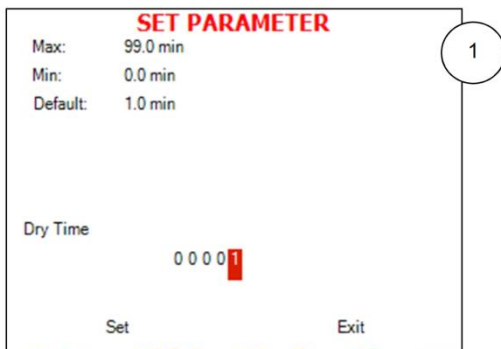 SET PARAMETER
Max: 99.0 min
1
Min: 0.0 min
Default: 1.0 min
Dry Time
0 0 0 0 1
Set Exit